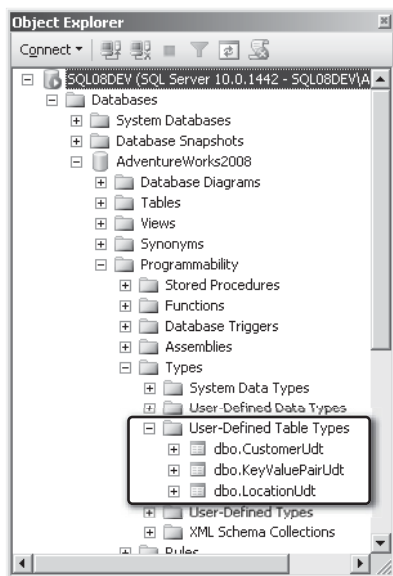 Object Explorer
Connect
SQL08DEV (SQL Server 10.0.1442 - SQL08DEV\A
Databases
System Databases
Database Snapshots
AdventureWorks2008
Database Diagrams
Tables
Views
Synonyms
Programmability
Stored Procedures
Functions
Database Triggers
Assemblies
Types
System Data Types
User-Defined Data Types
User-Defined Table Types
dbo.CustomerUdt
dbo.KeyValuePairUdt
dbo.LocationUdt
User-Defined Types
XML Schema Collections
Rules